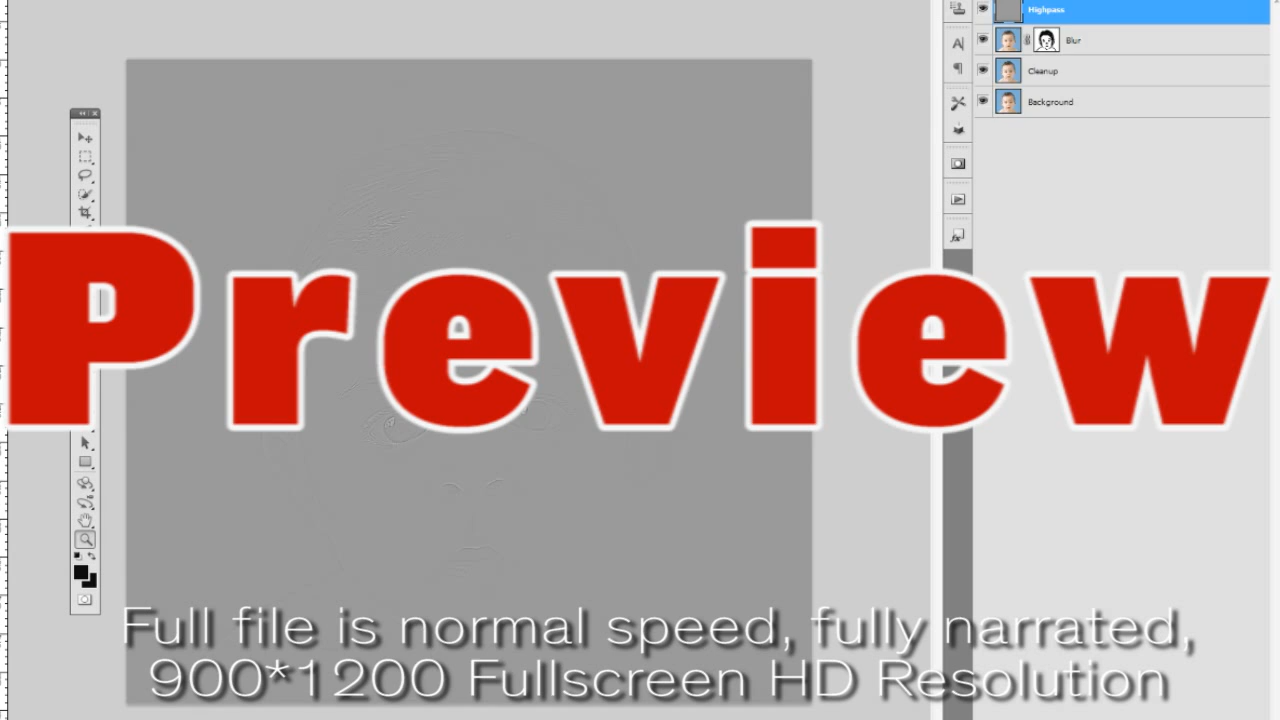 Highpass
Blur
Cleanup
Background
Preview
Full file is normal speed, fully narrated,
900*1200 Fullscreen HD Resolution